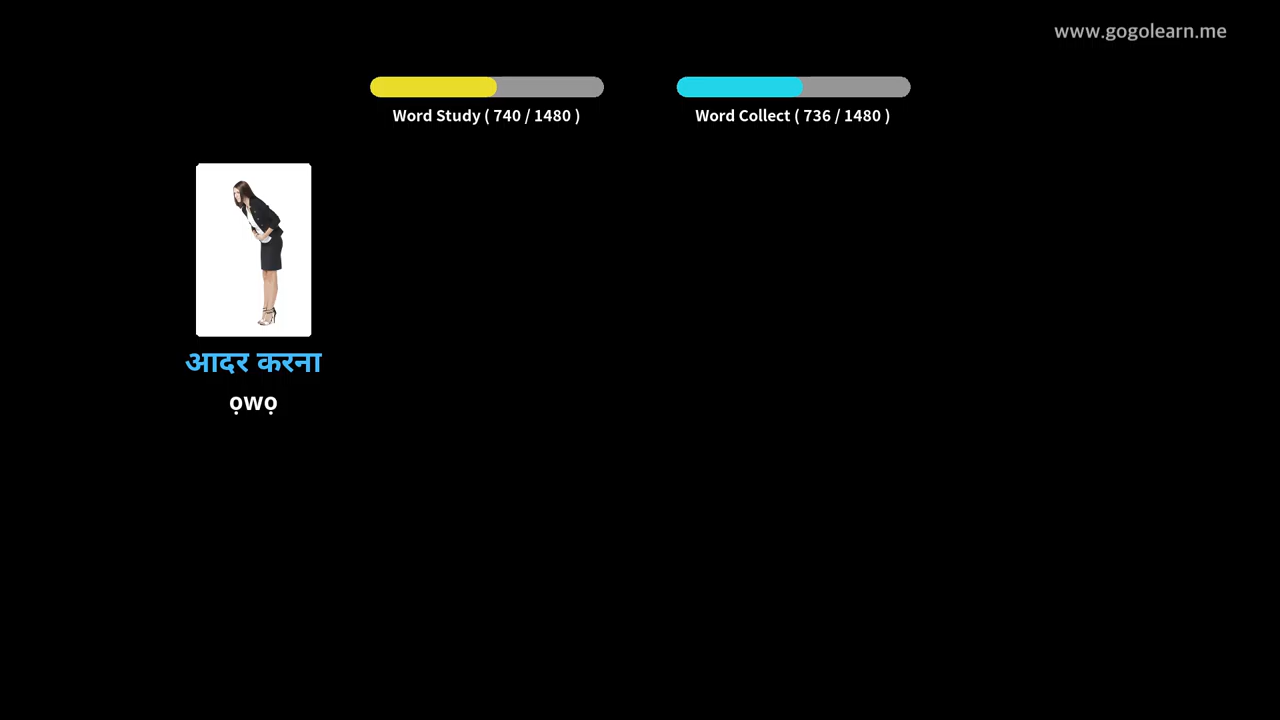 www.gogolearn.me
Word Study ( 740 / 1480 )
Word Collect ( 736 / 1480 )
आदर करना
ọwọ